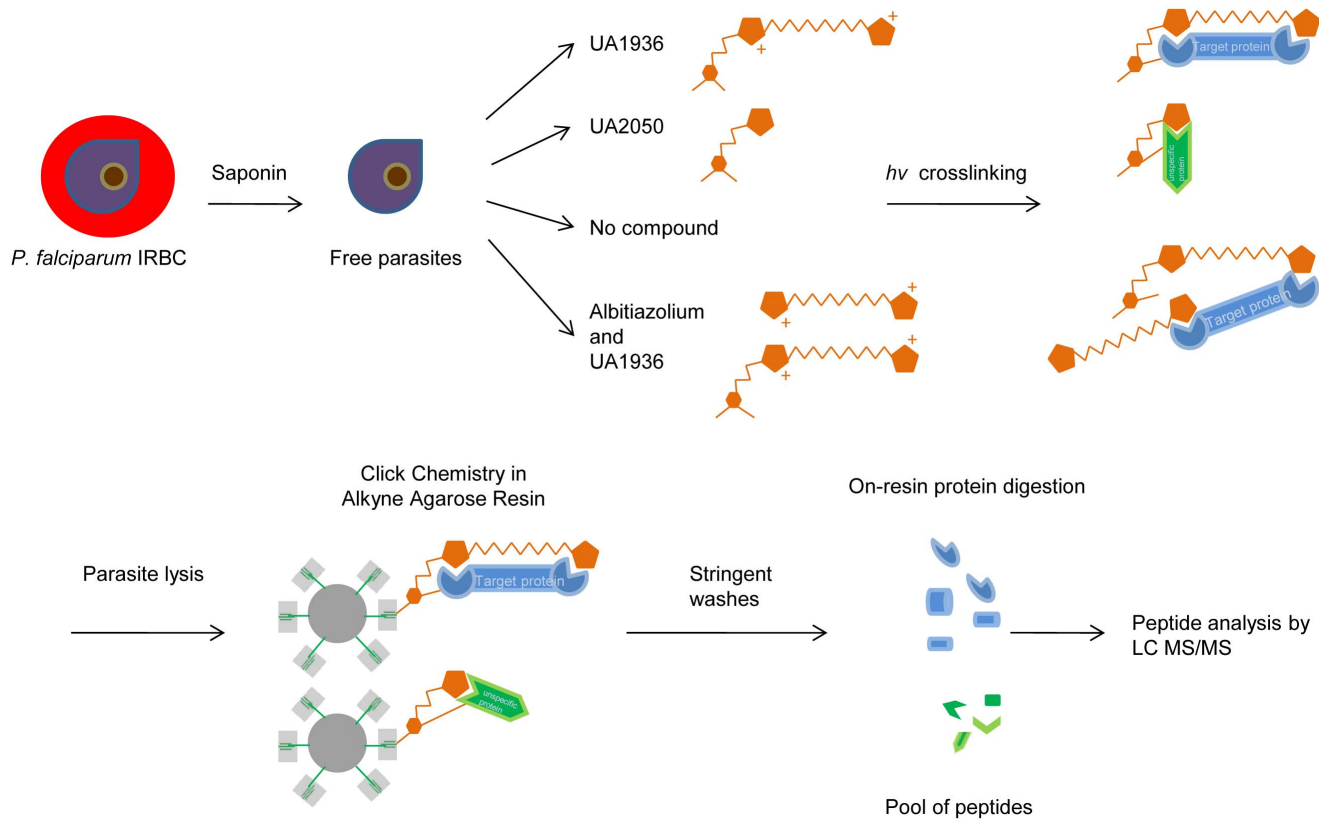 P. falciparum IRBC
Saponin
Free parasites
UA1936
+
+
UA2050
No compound
Albitiazolium
and
UA1936
+
+
+
+
hv crosslinking
Target protein
unspecific
protein
Target protein
Parasite lysis
Click Chemistry in
Alkyne Agarose Resin
Target protein
unspecific
protein
Stringent
washes
On-resin protein digestion
Pool of peptides
Peptide analysis by
LC MS/MS